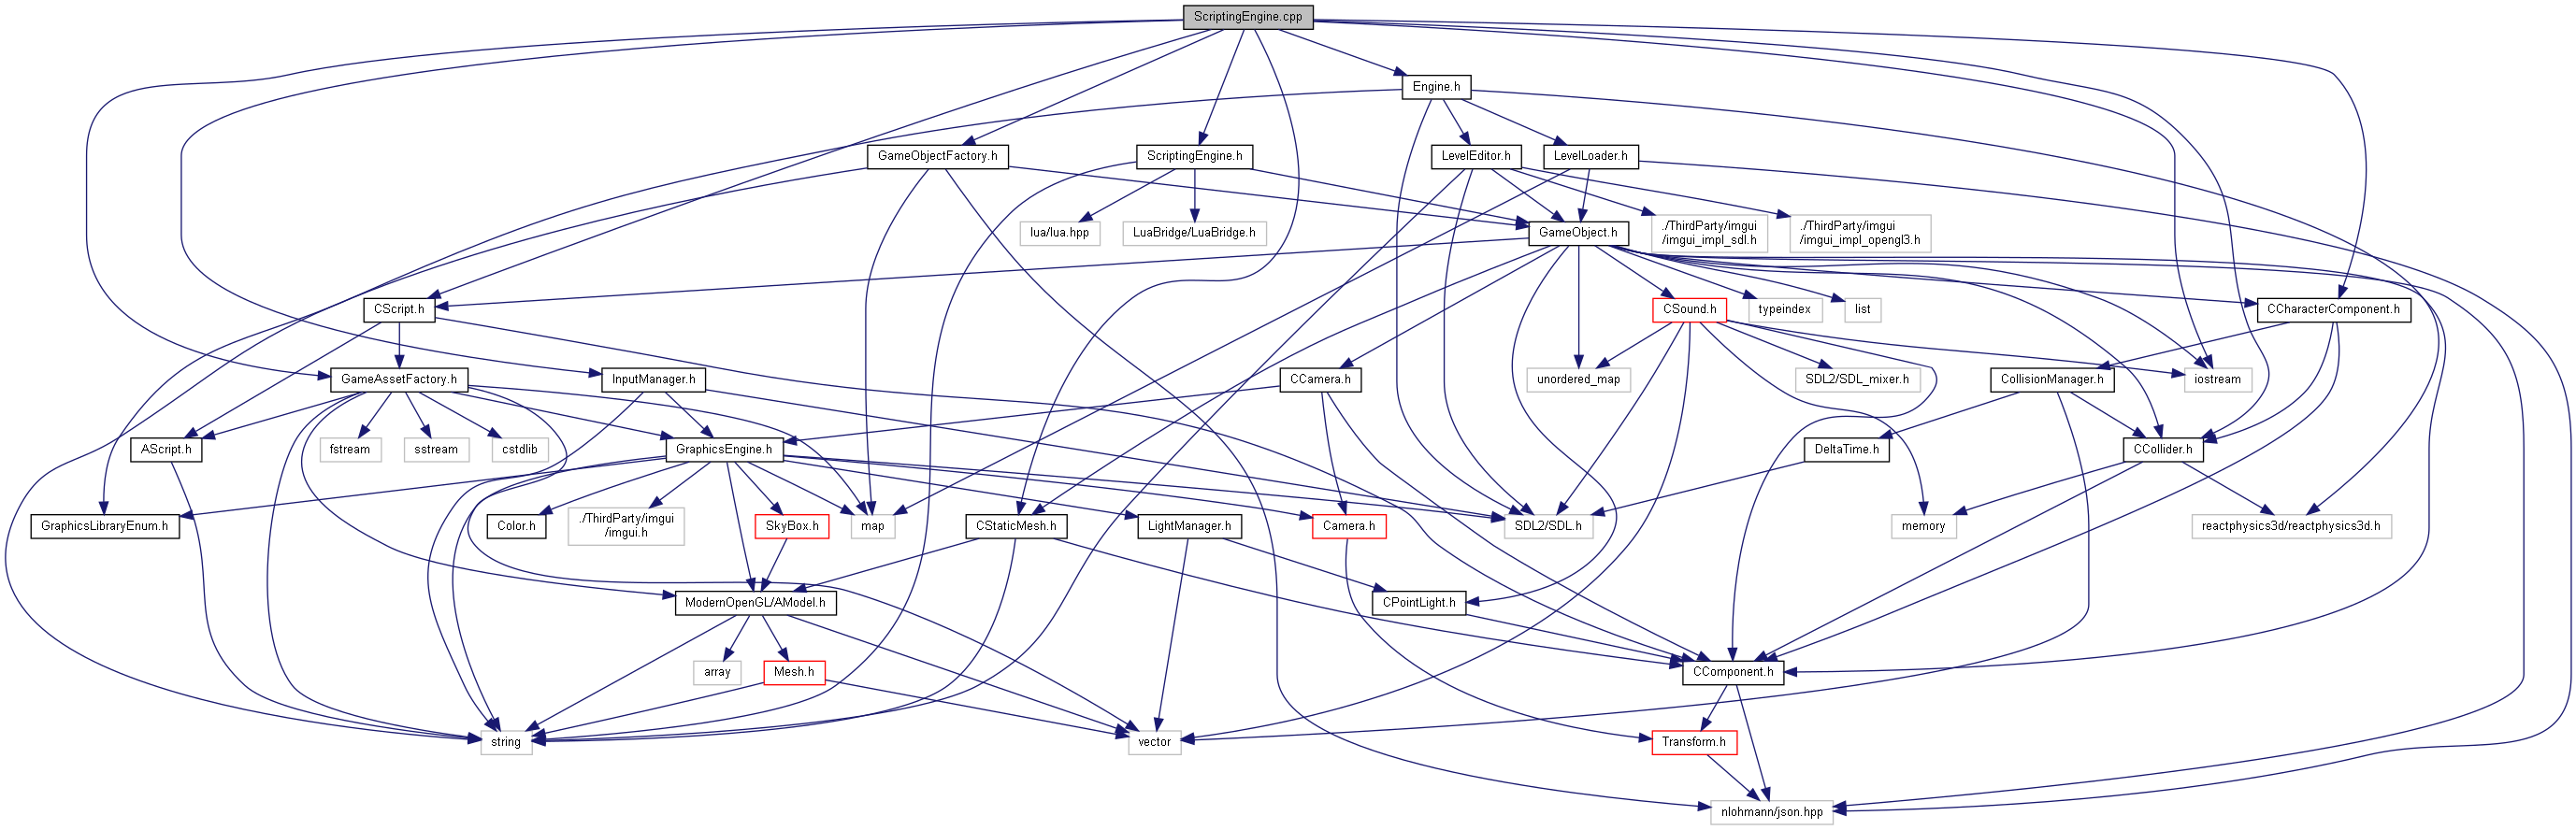 ScriptingEngine.cpp
Engine.h
GameObjectFactory.h
ScriptingEngine.h
LevelEditor.h
LevelLoader.h
lua/lua.hpp
LuaBridge/LuaBridge.h
GameObject.h
./ThirdParty/imgui
/imgui_impl_sdl.h
./ThirdParty/imgui
/imgui_impl_opengl3.h
CScript.h
CSound.h
typeindex
list
CCharacterComponent.h
GameAssetFactory.h
InputManager.h
CCamera.h
unordered_map
SDL2/SDL_mixer.h
CollisionManager.h
iostream
AScript.h
fstream
sstream
cstdlib
GraphicsEngine.h
DeltaTime.h
CCollider.h
GraphicsLibraryEnum.h
Color.h
./ThirdParty/imgui
/imgui.h
SkyBox.h
map
CStaticMesh.h
LightManager.h
Camera.h
SDL2/SDL.h
memory
reactphysics3d/reactphysics3d.h
ModernOpenGL/AModel.h
CPointLight.h
array
Mesh.h
CComponent.h
string
vector
Transform.h
nlohmann/json.hpp